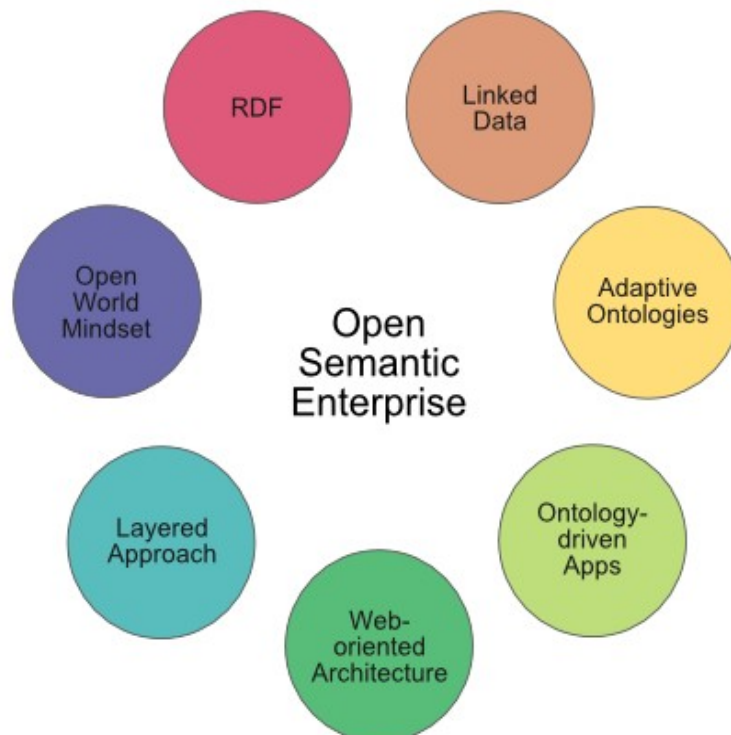 RDF
Linked
Data
Open
World
Mindset
Adaptive
Ontologies
Open
Semantic
Enterprise
Layered
Approach
Ontology-
driven
Apps
Web-
oriented
Architecture